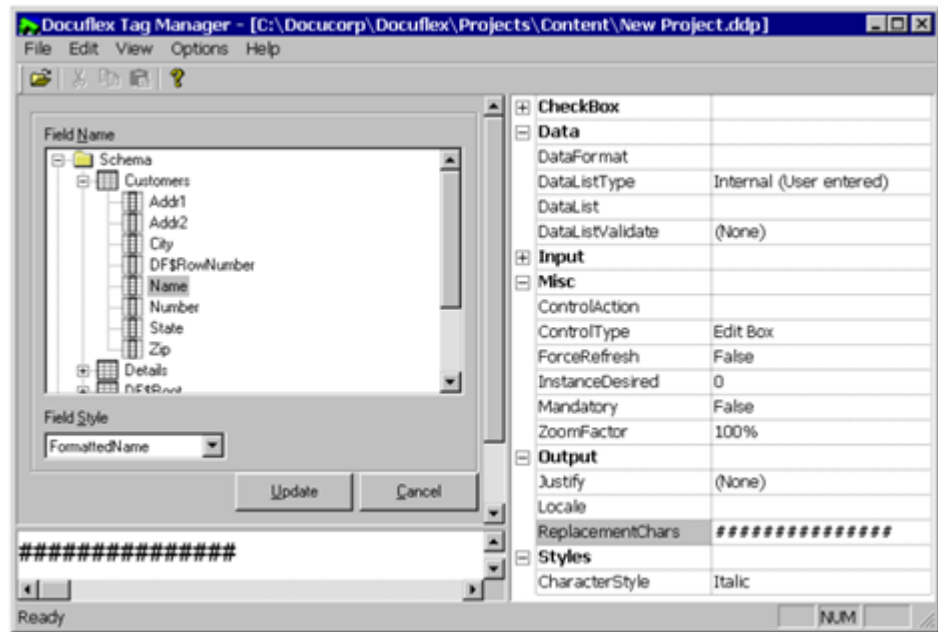 Docuflex Tag Manager - [C:\Docucorp\Docuflex\Projects\Content\New Project.ddp]
File Edit View Options Help
Field Name
Schema
Customers
Addr1
Addr2
City
DF$RowNumber
Name
Number
State
Zip
Details
DF$Root
Field Style
FormattedName
Update Cancel
###############
CheckBox
Data
DataFormat
DataListType Internal (User entered)
DataList
DataListValidate (None)
Input
Misc
ControlAction
ControlType Edit Box
ForceRefresh False
InstanceDesired 0
Mandatory False
ZoomFactor 100%
Output
Justify (None)
Locale
ReplacementChars ###############
Styles
CharacterStyle Italic
Ready NUM